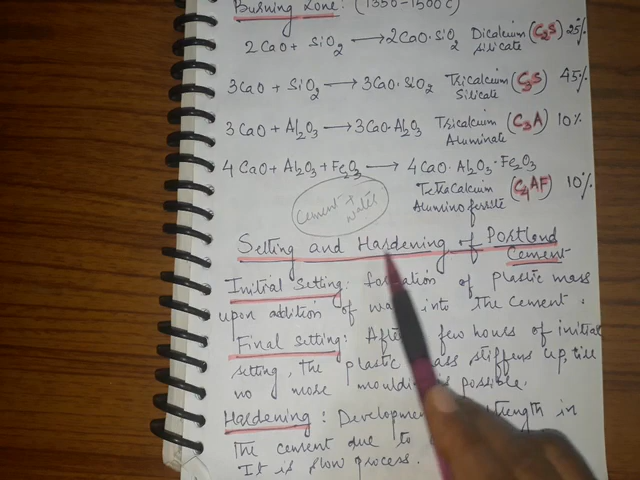 Burning Zone: (1350-1500°C)
2CaO + SiO₂ → 2CaO·SiO₂ Dicalcium silicate (C₂S) 25%
3CaO + SiO₂ → 3CaO·SiO₂ Tricalcium Silicate (C₃S) 45%
3CaO + Al₂O₃ → 3CaO·Al₂O₃ Tricalcium Aluminate (C₃A) 10%
4CaO + Al₂O₃ + Fe₂O₃ → 4CaO·Al₂O₃·Fe₂O₃
Tetracalcium Alumino ferrite (C₄AF) 10%
Cement + water
Setting and Hardening of Portland
Cement
Initial Setting: of plastic mass
upon addition of into the cement.
Final Setting: few hours of initial
setting, the plastic stiffens up, till
no more is possible.
Hardening: strength in
the cement due to
It is slow process.